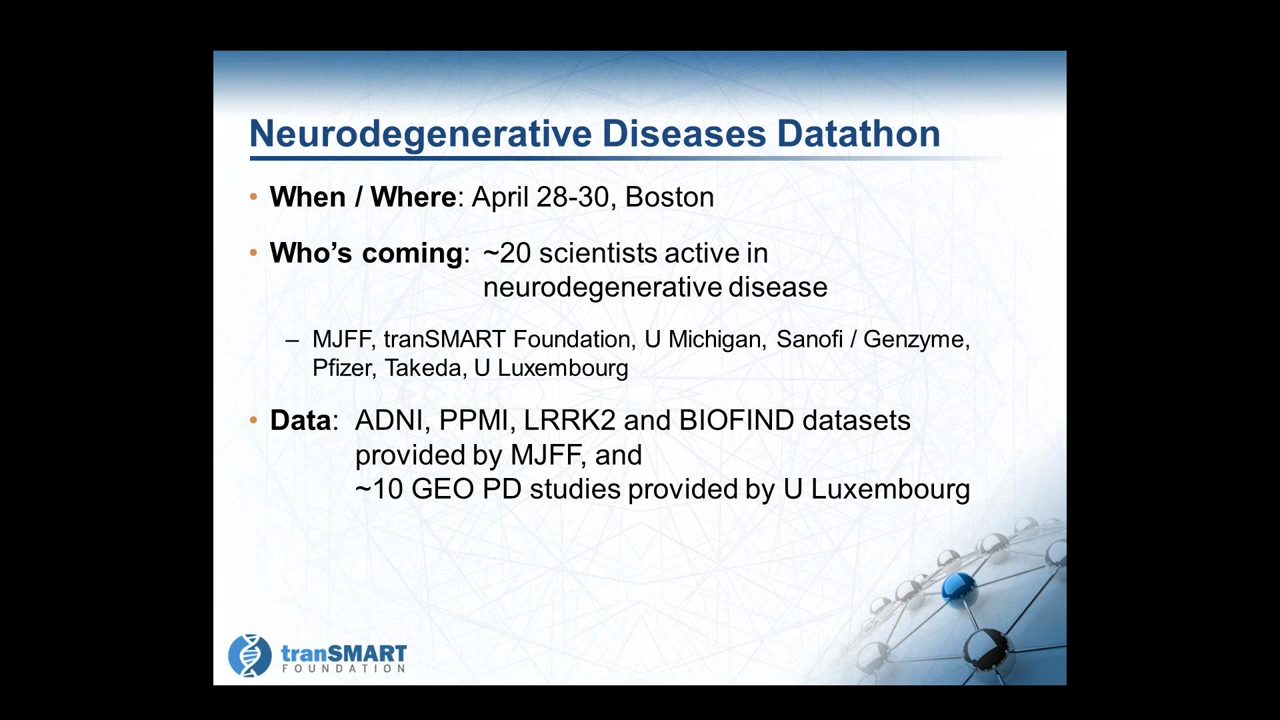 Neurodegenerative Diseases Datathon
• When / Where: April 28-30, Boston
• Who’s coming: ~20 scientists active in
neurodegenerative disease
– MJFF, tranSMART Foundation, U Michigan, Sanofi / Genzyme,
Pfizer, Takeda, U Luxembourg
• Data: ADNI, PPMI, LRRK2 and BIOFIND datasets
provided by MJFF, and
~10 GEO PD studies provided by U Luxembourg
tranSMART
FOUNDATION